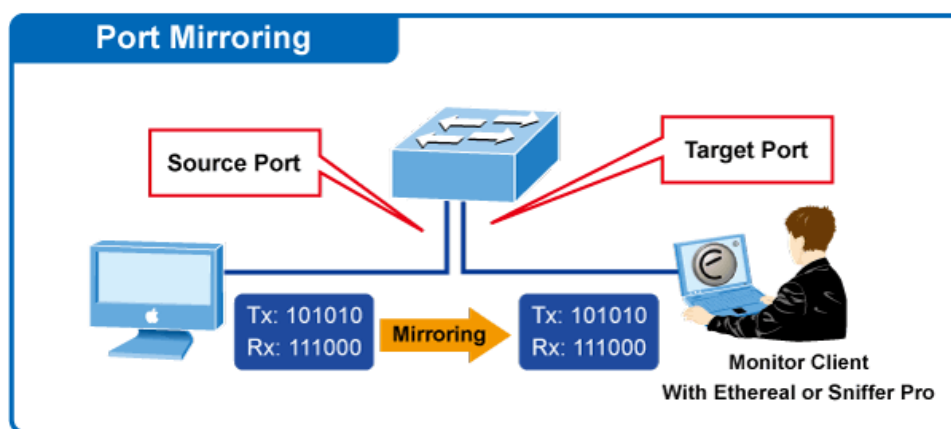 Port Mirroring
Source Port
Target Port
Tx: 101010
Rx: 111000
Mirroring
Tx: 101010
Rx: 111000
Monitor Client
With Ethereal or Sniffer Pro